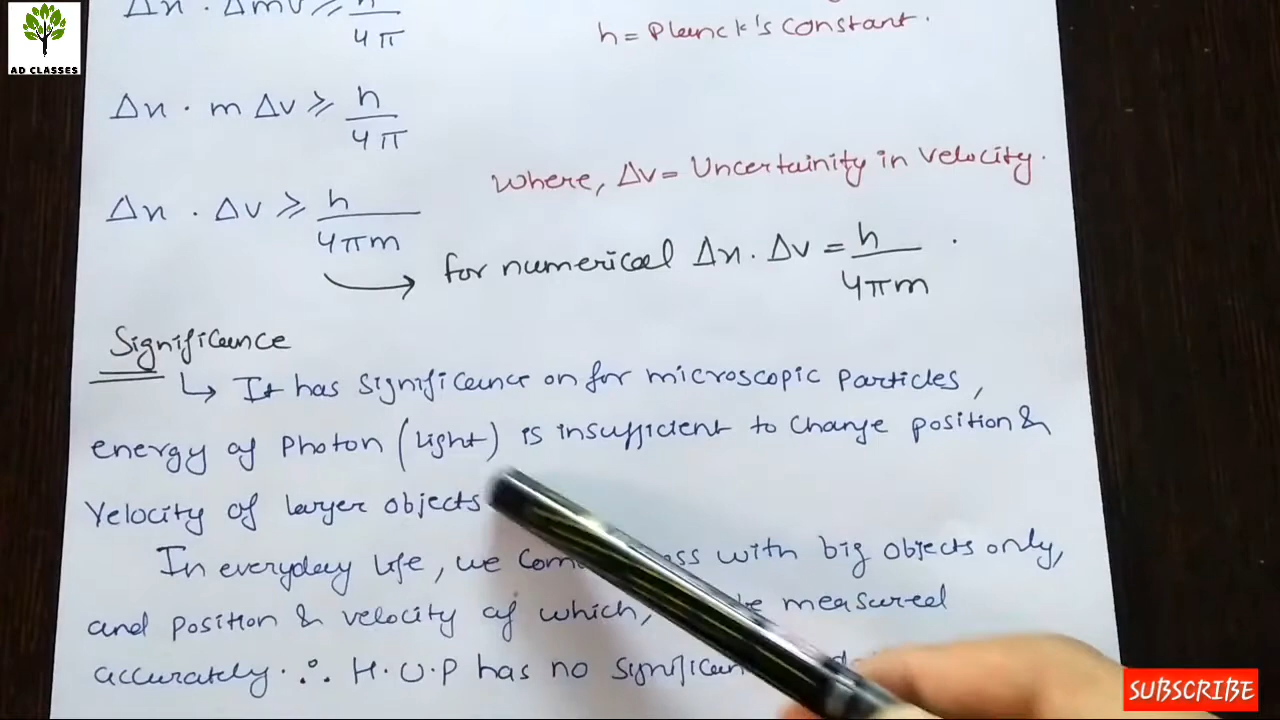 Δx · Δmv ≥ h/4π
h = Planck's constant.
AD CLASSES
Δx · m Δv ≥ h/4π
Where, Δv = Uncertainity in velocity.
Δx · Δv ≥ h/4πm
for numerical Δx · Δv = h/4πm .
Significance
↳ It has significance on for microscopic particles,
energy of Photon (light) is insufficient to change position &
Velocity of larger objects
In everyday life, we with big objects only,
and position & velocity of which, measured
accurately. ∴ H.U.P has no
SUBSCRIBE